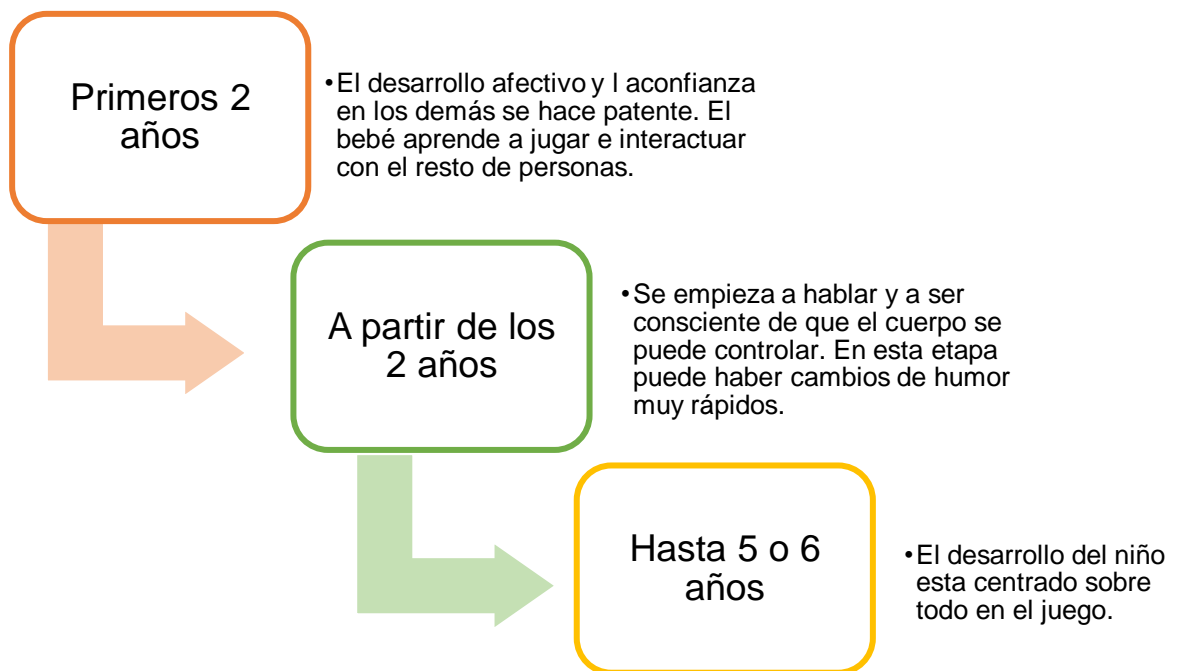 Primeros 2
años
•El desarrollo afectivo y l aconfianza
en los demás se hace patente. El
bebé aprende a jugar e interactuar
con el resto de personas.
A partir de los
2 años
•Se empieza a hablar y a ser
consciente de que el cuerpo se
puede controlar. En esta etapa
puede haber cambios de humor
muy rápidos.
Hasta 5 o 6
años
•El desarrollo del niño
esta centrado sobre
todo en el juego.